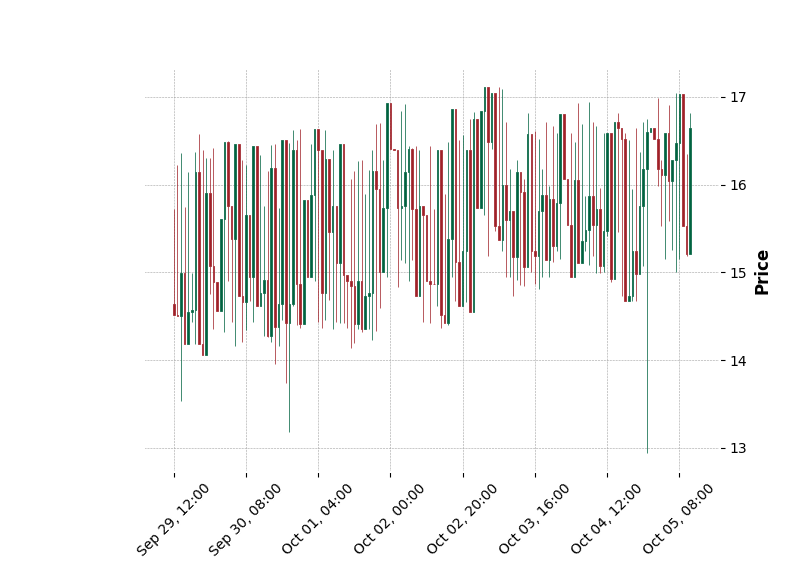 17
16
15
14
13
Price
Sep 29, 12:00
Sep 30, 08:00
Oct 01, 04:00
Oct 02, 00:00
Oct 02, 20:00
Oct 03, 16:00
Oct 04, 12:00
Oct 05, 08:00